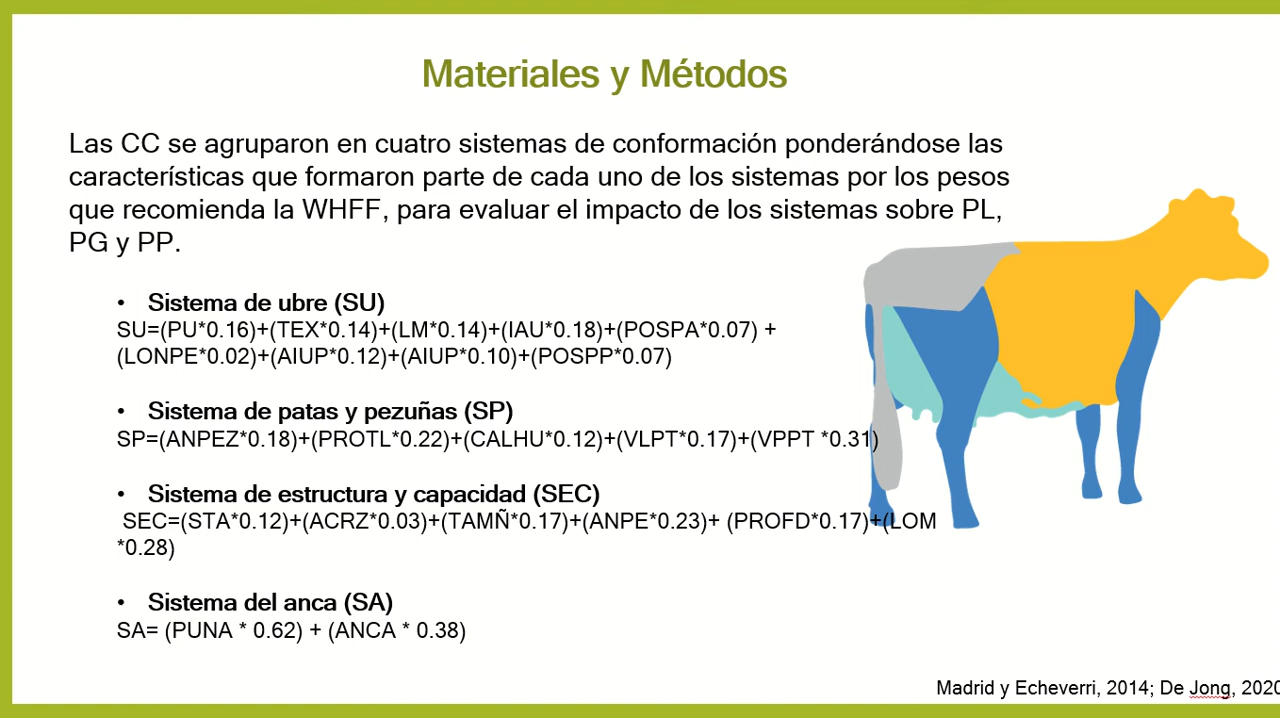 Materiales y Métodos
Las CC se agruparon en cuatro sistemas de conformación ponderándose las
características que formaron parte de cada uno de los sistemas por los pesos
que recomienda la WHFF, para evaluar el impacto de los sistemas sobre PL,
PG y PP.
• Sistema de ubre (SU)
SU=(PU*0.16)+(TEX*0.14)+(LM*0.14)+(IAU*0.18)+(POSPA*0.07) +
(LONPE*0.02)+(AIUP*0.12)+(AIUP*0.10)+(POSPP*0.07)
• Sistema de patas y pezuñas (SP)
SP=(ANPEZ*0.18)+(PROTL*0.22)+(CALHU*0.12)+(VLPT*0.17)+(VPPT *0.31)
• Sistema de estructura y capacidad (SEC)
SEC=(STA*0.12)+(ACRZ*0.03)+(TAMÑ*0.17)+(ANPE*0.23)+ (PROFD*0.17)+(LOM
*0.28)
• Sistema del anca (SA)
SA= (PUNA * 0.62) + (ANCA * 0.38)
Madrid y Echeverri, 2014; De Jong, 2020